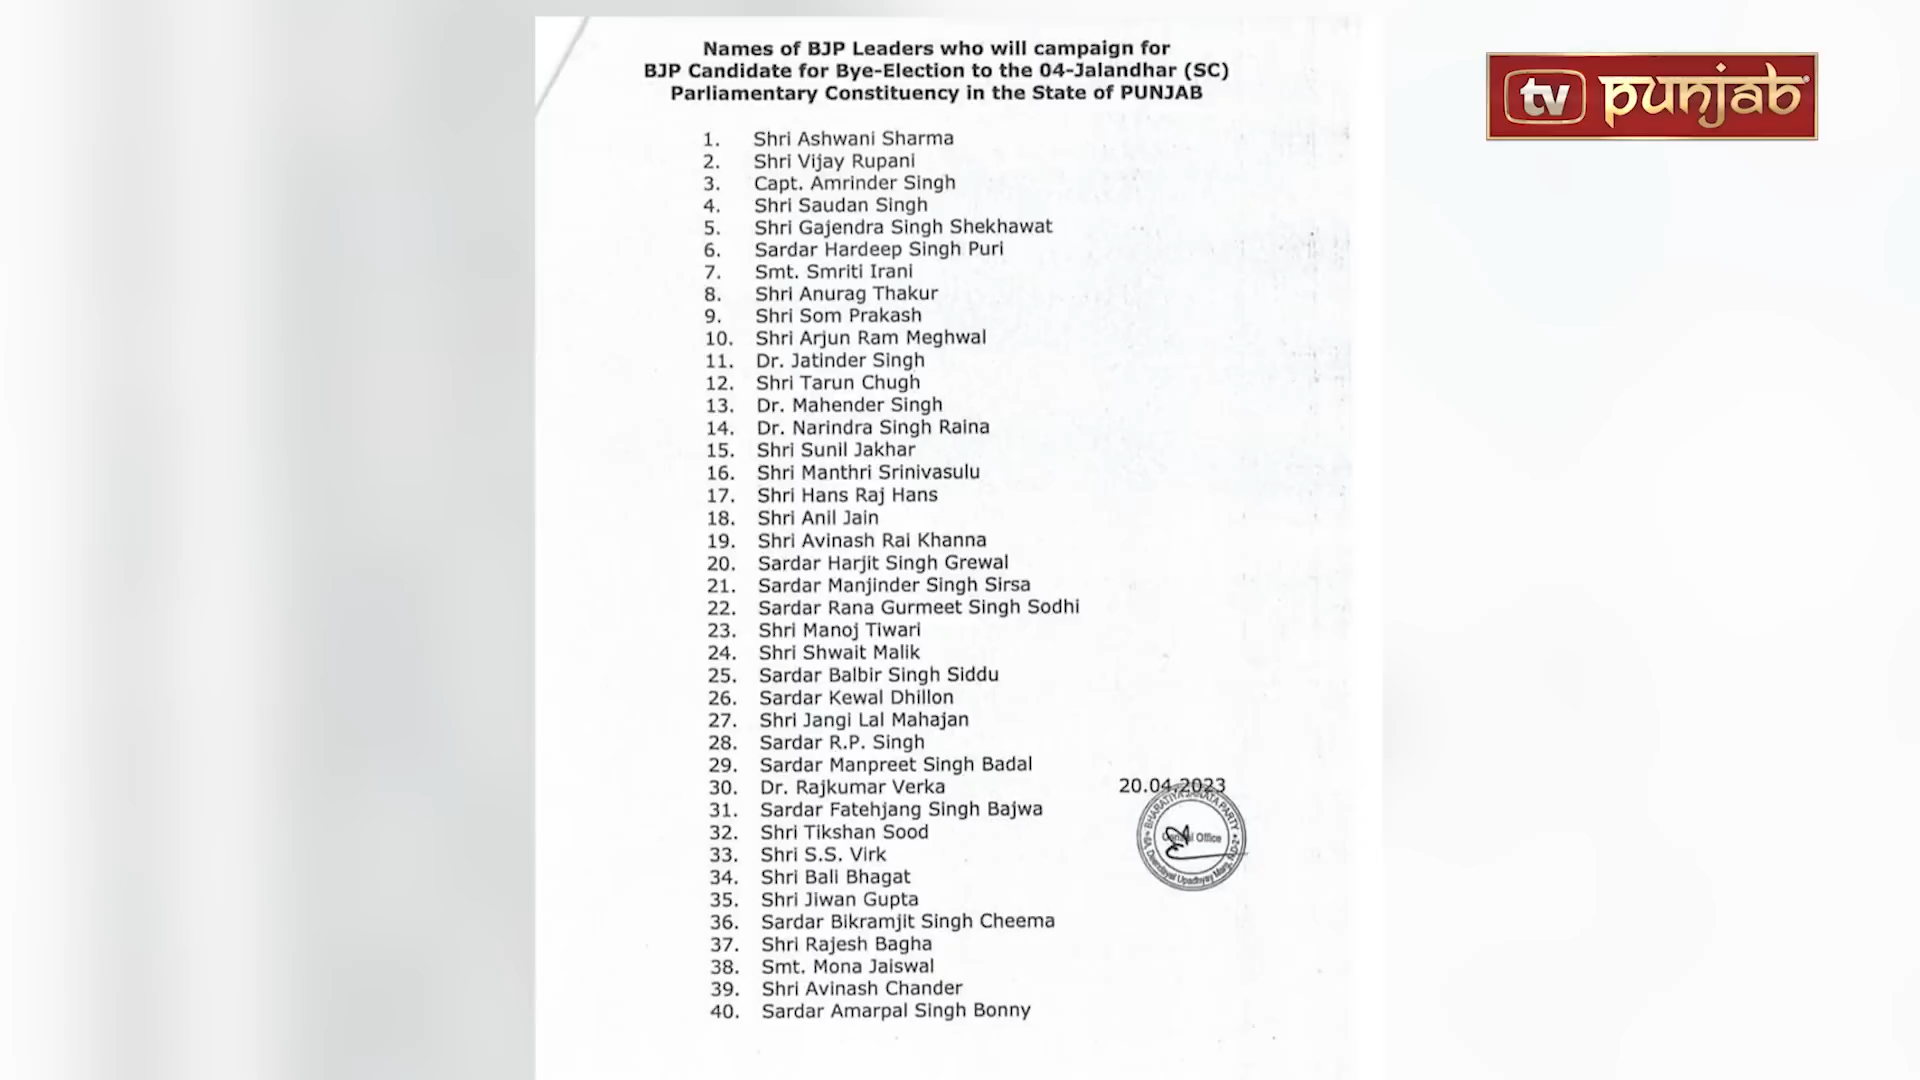 Names of BJP Leaders who will campaign for
BJP Candidate for Bye-Election to the 04-Jalandhar (SC)
Parliamentary Constituency in the State of PUNJAB
tv punjab
1. Shri Ashwani Sharma
2. Shri Vijay Rupani
3. Capt. Amrinder Singh
4. Shri Saudan Singh
5. Shri Gajendra Singh Shekhawat
6. Sardar Hardeep Singh Puri
7. Smt. Smriti Irani
8. Shri Anurag Thakur
9. Shri Som Prakash
10. Shri Arjun Ram Meghwal
11. Dr. Jatinder Singh
12. Shri Tarun Chugh
13. Dr. Mahender Singh
14. Dr. Narindra Singh Raina
15. Shri Sunil Jakhar
16. Shri Manthri Srinivasulu
17. Shri Hans Raj Hans
18. Shri Anil Jain
19. Shri Avinash Rai Khanna
20. Sardar Harjit Singh Grewal
21. Sardar Manjinder Singh Sirsa
22. Sardar Rana Gurmeet Singh Sodhi
23. Shri Manoj Tiwari
24. Shri Shwait Malik
25. Sardar Balbir Singh Siddu
26. Sardar Kewal Dhillon
27. Shri Jangi Lal Mahajan
28. Sardar R.P. Singh
29. Sardar Manpreet Singh Badal
30. Dr. Rajkumar Verka
31. Sardar Fatehjang Singh Bajwa
32. Shri Tikshan Sood
33. Shri S.S. Virk
34. Shri Bali Bhagat
35. Shri Jiwan Gupta
36. Sardar Bikramjit Singh Cheema
37. Shri Rajesh Bagha
38. Smt. Mona Jaiswal
39. Shri Avinash Chander
40. Sardar Amarpal Singh Bonny
20.04.2023
BHARATIYA JANATA PARTY
Central Office
6A, Deendayal Upadhyay Marg,